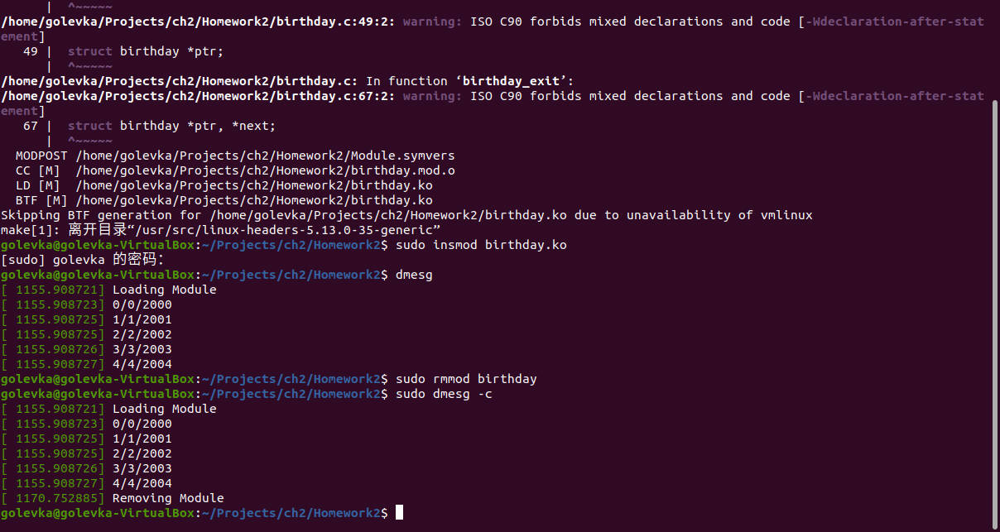 |  ^~~~~~
/home/golevka/Projects/ch2/Homework2/birthday.c:49:2: warning: ISO C90 forbids mixed declarations and code [-Wdeclaration-after-stat
ement]
   49 |  struct birthday *ptr;
      |  ^~~~~~
/home/golevka/Projects/ch2/Homework2/birthday.c: In function ‘birthday_exit’:
/home/golevka/Projects/ch2/Homework2/birthday.c:67:2: warning: ISO C90 forbids mixed declarations and code [-Wdeclaration-after-stat
ement]
   67 |  struct birthday *ptr, *next;
      |  ^~~~~~
  MODPOST /home/golevka/Projects/ch2/Homework2/Module.symvers
  CC [M]  /home/golevka/Projects/ch2/Homework2/birthday.mod.o
  LD [M]  /home/golevka/Projects/ch2/Homework2/birthday.ko
  BTF [M] /home/golevka/Projects/ch2/Homework2/birthday.ko
Skipping BTF generation for /home/golevka/Projects/ch2/Homework2/birthday.ko due to unavailability of vmlinux
make[1]: 离开目录“/usr/src/linux-headers-5.13.0-35-generic”
golevka@golevka-VirtualBox:~/Projects/ch2/Homework2$ sudo insmod birthday.ko
[sudo] golevka 的密码：
golevka@golevka-VirtualBox:~/Projects/ch2/Homework2$ dmesg
[ 1155.908721] Loading Module
[ 1155.908723] 0/0/2000
[ 1155.908725] 1/1/2001
[ 1155.908725] 2/2/2002
[ 1155.908726] 3/3/2003
[ 1155.908727] 4/4/2004
golevka@golevka-VirtualBox:~/Projects/ch2/Homework2$ sudo rmmod birthday
golevka@golevka-VirtualBox:~/Projects/ch2/Homework2$ sudo dmesg -c
[ 1155.908721] Loading Module
[ 1155.908723] 0/0/2000
[ 1155.908725] 1/1/2001
[ 1155.908725] 2/2/2002
[ 1155.908726] 3/3/2003
[ 1155.908727] 4/4/2004
[ 1170.752885] Removing Module
golevka@golevka-VirtualBox:~/Projects/ch2/Homework2$